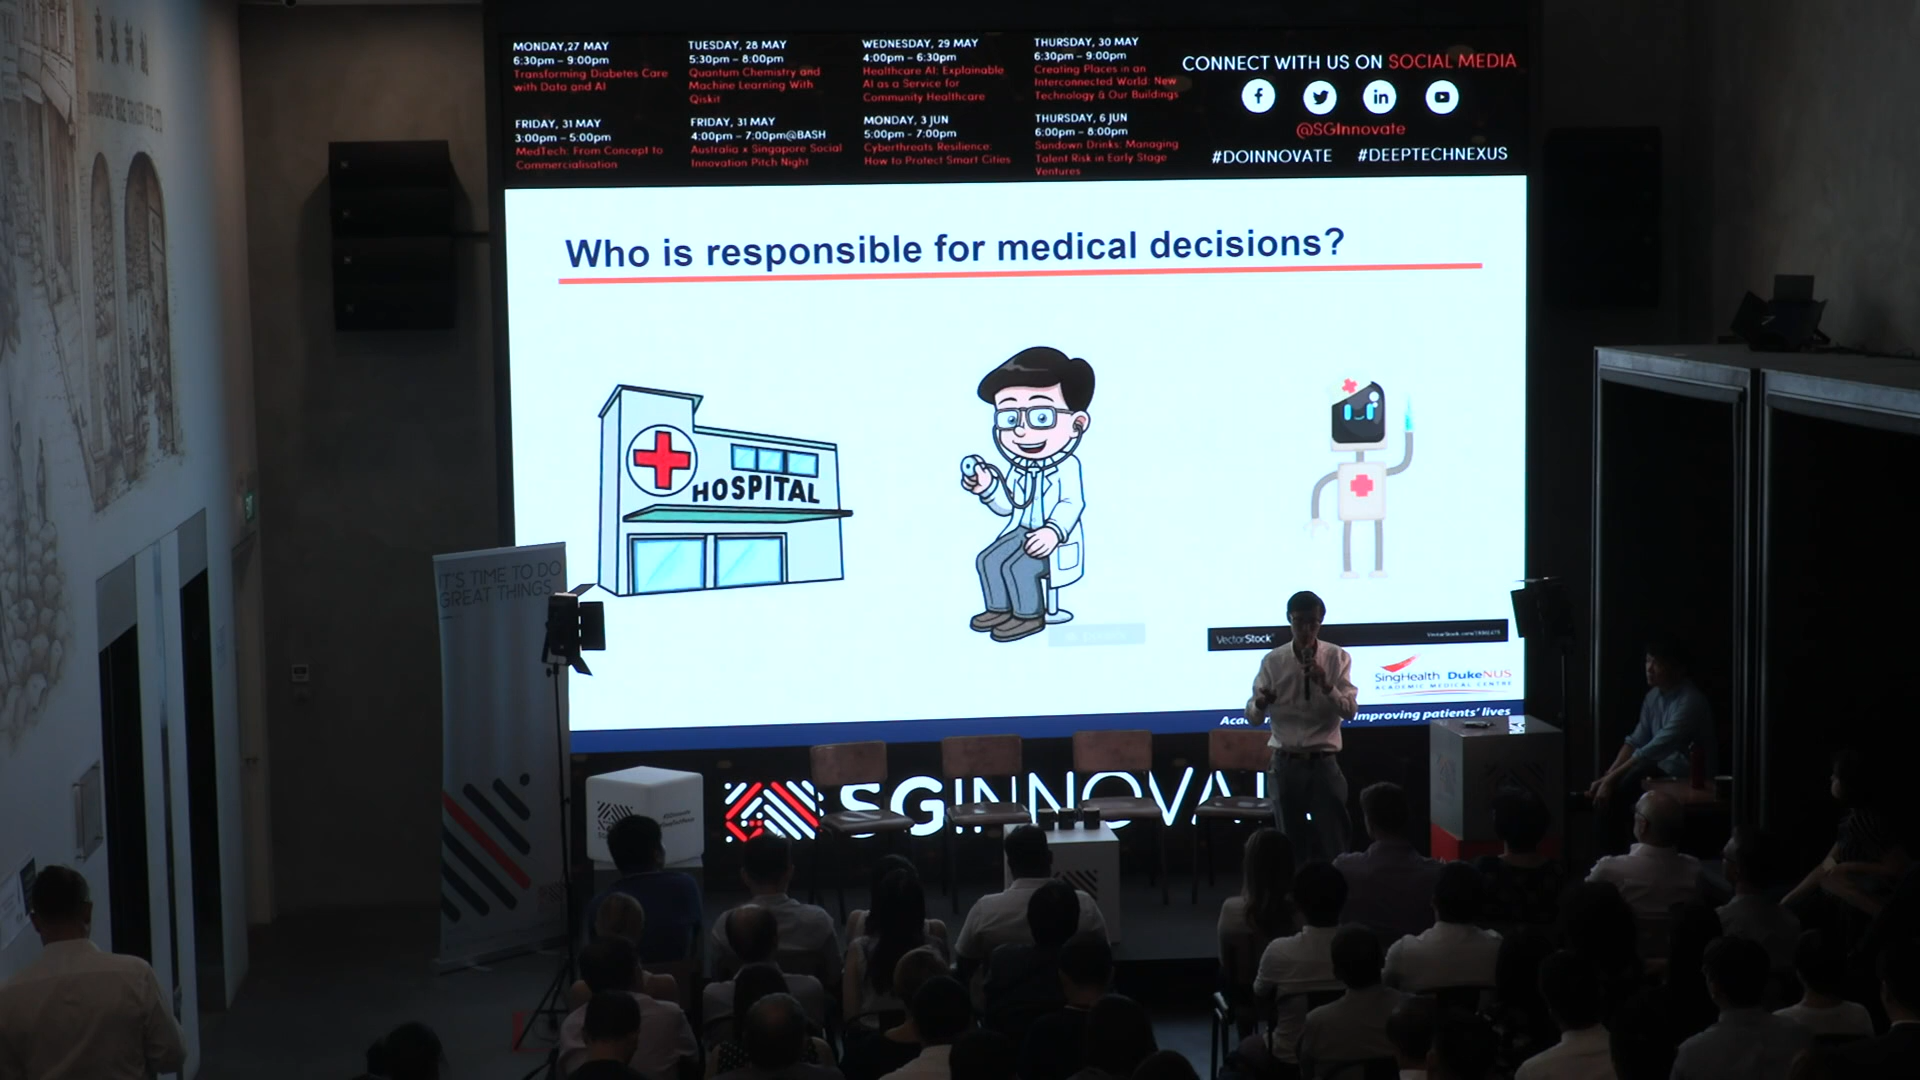 MONDAY, 27 MAY
6:30pm – 9:00pm
Transforming Diabetes Care
with Data and AI
TUESDAY, 28 MAY
5:30pm – 8:00pm
Quantum Chemistry and
Machine Learning With
Qiskit
WEDNESDAY, 29 MAY
4:00pm – 6:30pm
Healthcare AI: Explainable
AI as a Service for
Community Healthcare
THURSDAY, 30 MAY
6:30pm – 9:00pm
Creating Places in an
Interconnected World: New
Technology & Our Buildings
FRIDAY, 31 MAY
3:00pm – 5:00pm
MedTech: From Concept to
Commercialisation
FRIDAY, 31 MAY
4:00pm – 7:00pm@BASH
Australia x Singapore Social
Innovation Pitch Night
MONDAY, 3 JUN
5:00pm - 7:00pm
Cyberthreats Resilience:
How to Protect Smart Cities
THURSDAY, 6 JUN
6:00pm – 8:00pm
Sundown Drinks: Managing
Talent Risk in Early Stage
Ventures
CONNECT WITH US ON SOCIAL MEDIA
@SGInnovate
#DOINNOVATE #DEEPTECHNEXUS
Who is responsible for medical decisions?
HOSPITAL
VectorStock
SingHealth DukeNUS
ACADEMIC MEDICAL CENTRE
improving patients' lives
IT'S TIME TO DO
GREAT THINGS
SGINNOVA